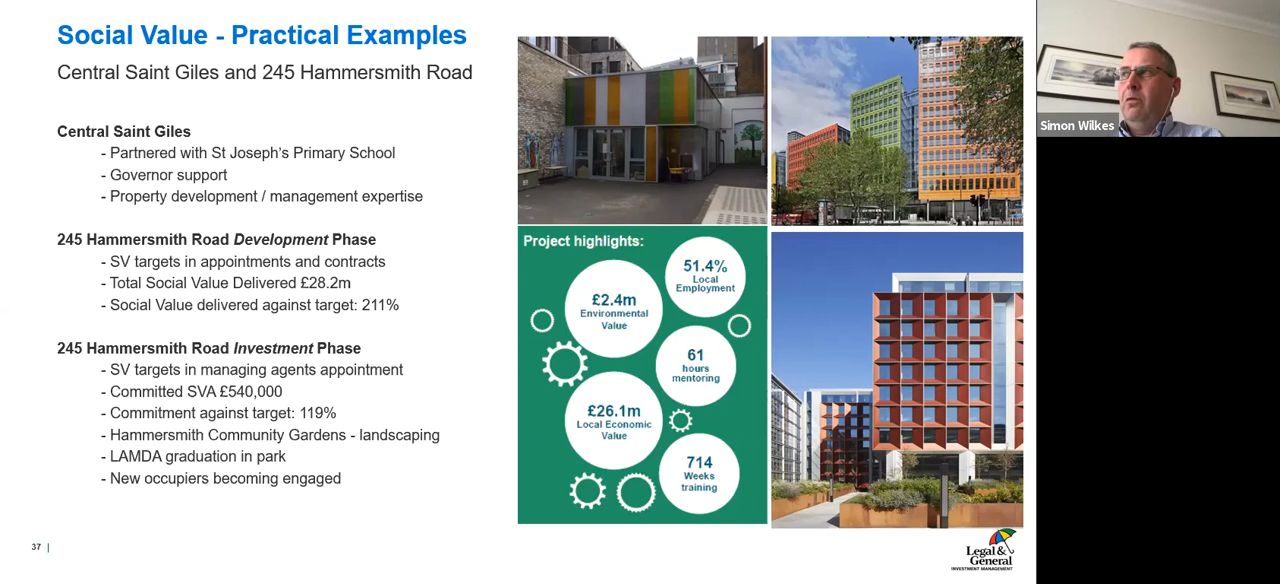 Social Value - Practical Examples
Central Saint Giles and 245 Hammersmith Road
Central Saint Giles
- Partnered with St Joseph's Primary School
- Governor support
- Property development / management expertise
245 Hammersmith Road Development Phase
- SV targets in appointments and contracts
- Total Social Value Delivered £28.2m
- Social Value delivered against target: 211%
245 Hammersmith Road Investment Phase
- SV targets in managing agents appointment
- Committed SVA £540,000
- Commitment against target: 119%
- Hammersmith Community Gardens - landscaping
- LAMDA graduation in park
- New occupiers becoming engaged
Project highlights:
51.4%
Local
Employment
£2.4m
Environmental
Value
61
hours
mentoring
£26.1m
Local Economic
Value
714
Weeks
training
Simon Wilkes
37 |
Legal &
General
INVESTMENT MANAGEMENT